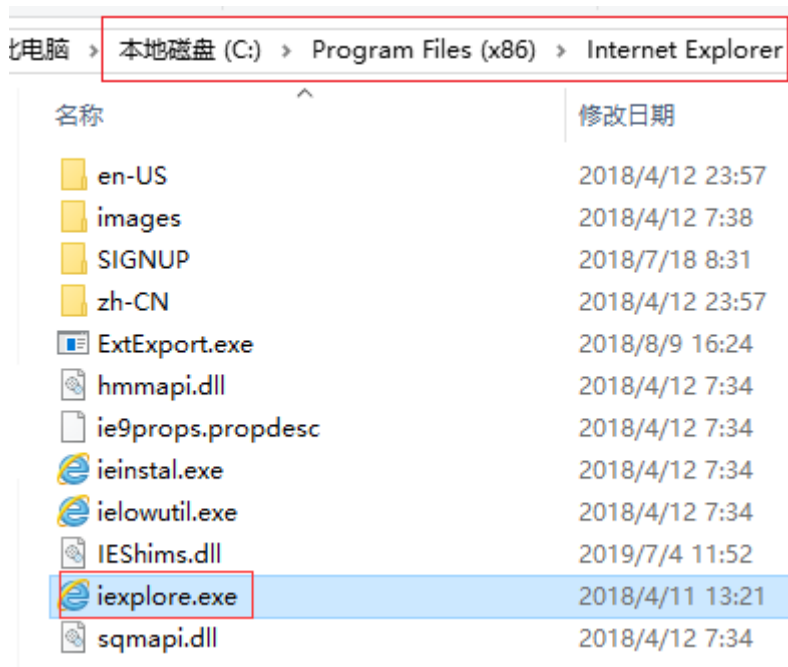 电脑 > 本地磁盘 (C:) > Program Files (x86) > Internet Explorer
名称 修改日期
en-US 2018/4/12 23:57
images 2018/4/12 7:38
SIGNUP 2018/7/18 8:31
zh-CN 2018/4/12 23:57
ExtExport.exe 2018/8/9 16:24
hmmapi.dll 2018/4/12 7:34
ie9props.propdesc 2018/4/12 7:34
ieinstal.exe 2018/4/12 7:34
ielowutil.exe 2018/4/12 7:34
IEShims.dll 2019/7/4 11:52
iexplore.exe 2018/4/11 13:21
sqmapi.dll 2018/4/12 7:34